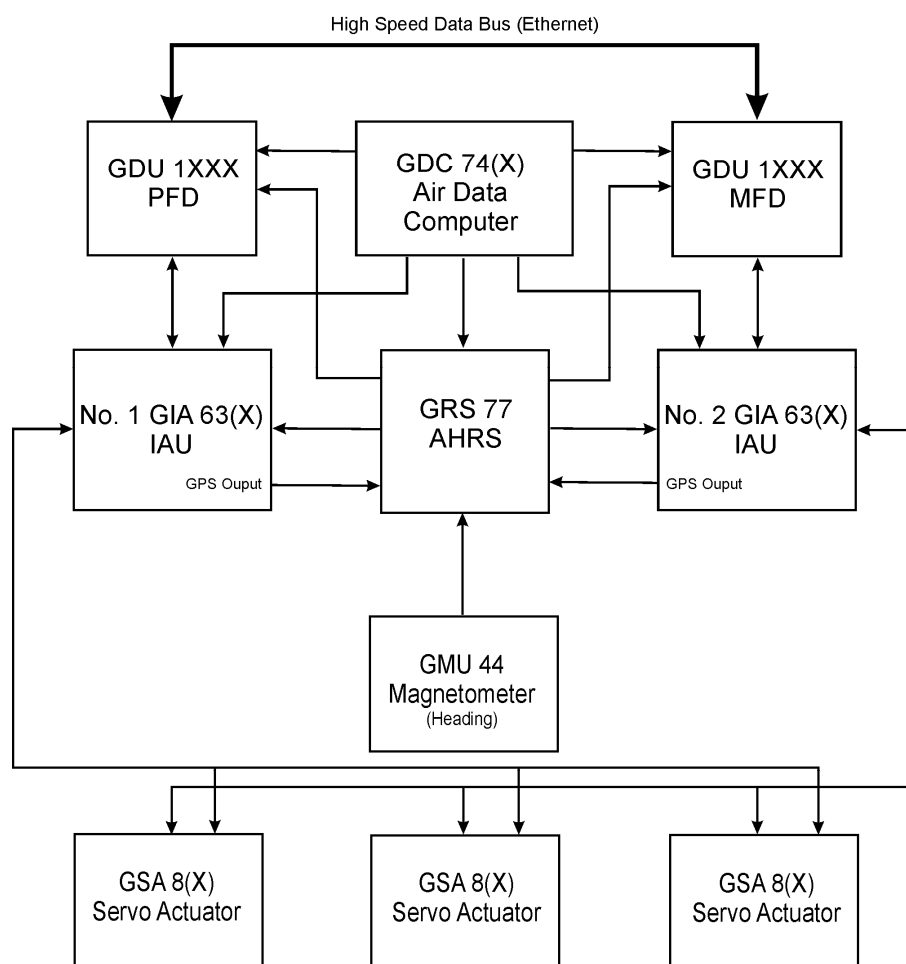 High Speed Data Bus (Ethernet)
GDU 1XXX
PFD
GDC 74(X)
Air Data
Computer
GDU 1XXX
MFD
No. 1 GIA 63(X)
IAU
GPS Ouput
GRS 77
AHRS
No. 2 GIA 63(X)
IAU
GPS Ouput
GMU 44
Magnetometer
(Heading)
GSA 8(X)
Servo Actuator
GSA 8(X)
Servo Actuator
GSA 8(X)
Servo Actuator